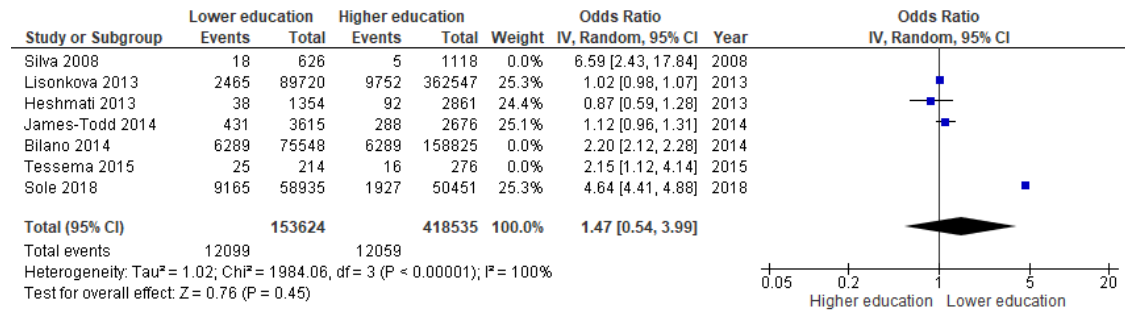 Lower education Higher education Odds Ratio Odds Ratio
Study or Subgroup Events Total Events Total Weight IV, Random, 95% CI Year IV, Random, 95% CI
Silva 2008 18 626 5 1118 0.0% 6.59 [2.43, 17.84] 2008
Lisonkova 2013 2465 89720 9752 362547 25.3% 1.02 [0.98, 1.07] 2013
Heshmati 2013 38 1354 92 2861 24.4% 0.87 [0.59, 1.28] 2013
James-Todd 2014 431 3615 288 2676 25.1% 1.12 [0.96, 1.31] 2014
Bilano 2014 6289 75548 6289 158825 0.0% 2.20 [2.12, 2.28] 2014
Tessema 2015 25 214 16 276 0.0% 2.15 [1.12, 4.14] 2015
Sole 2018 9165 58935 1927 50451 25.3% 4.64 [4.41, 4.88] 2018
Total (95% CI) 153624 418535 100.0% 1.47 [0.54, 3.99]
Total events 12099 12059
Heterogeneity: Tau² = 1.02; Chi² = 1984.06, df = 3 (P < 0.00001); I² = 100%
Test for overall effect: Z = 0.76 (P = 0.45)
0.05 0.2 1 5 20
Higher education Lower education